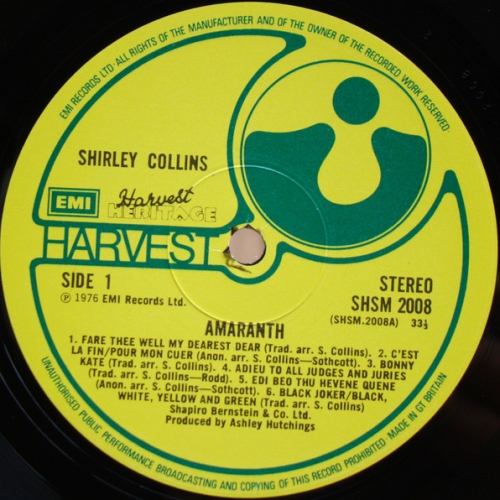 EMI RECORDS LTD· ALL RIGHTS OF THE MANUFACTURER AND OF THE OWNER OF THE RECORDED WORK RESERVED·
SHIRLEY COLLINS
EMI
Harvest
HERITAGE
HARVEST
SIDE 1
℗ 1976 EMI Records Ltd.
STEREO
SHSM 2008
(SHSM.2008A) 33⅓
AMARANTH
1. FARE THEE WELL MY DEAREST DEAR (Trad. arr. S. Collins). 2. C'EST
LA FIN/POUR MON CUER (Anon. arr. S. Collins—Sothcott). 3. BONNY
KATE (Trad. arr. S. Collins). 4. ADIEU TO ALL JUDGES AND JURIES
(Trad. arr. S. Collins—Rodd). 5. EDI BEO THU HEVENE QUENE
(Anon. arr. S. Collins—Sothcott). 6. BLACK JOKER/BLACK,
WHITE, YELLOW AND GREEN (Trad. arr. S. Collins)
Shapiro Bernstein & Co. Ltd.
Produced by Ashley Hutchings
UNAUTHORISED PUBLIC PERFORMANCE BROADCASTING AND COPYING OF THIS RECORD PROHIBITED· MADE IN GT BRITAIN